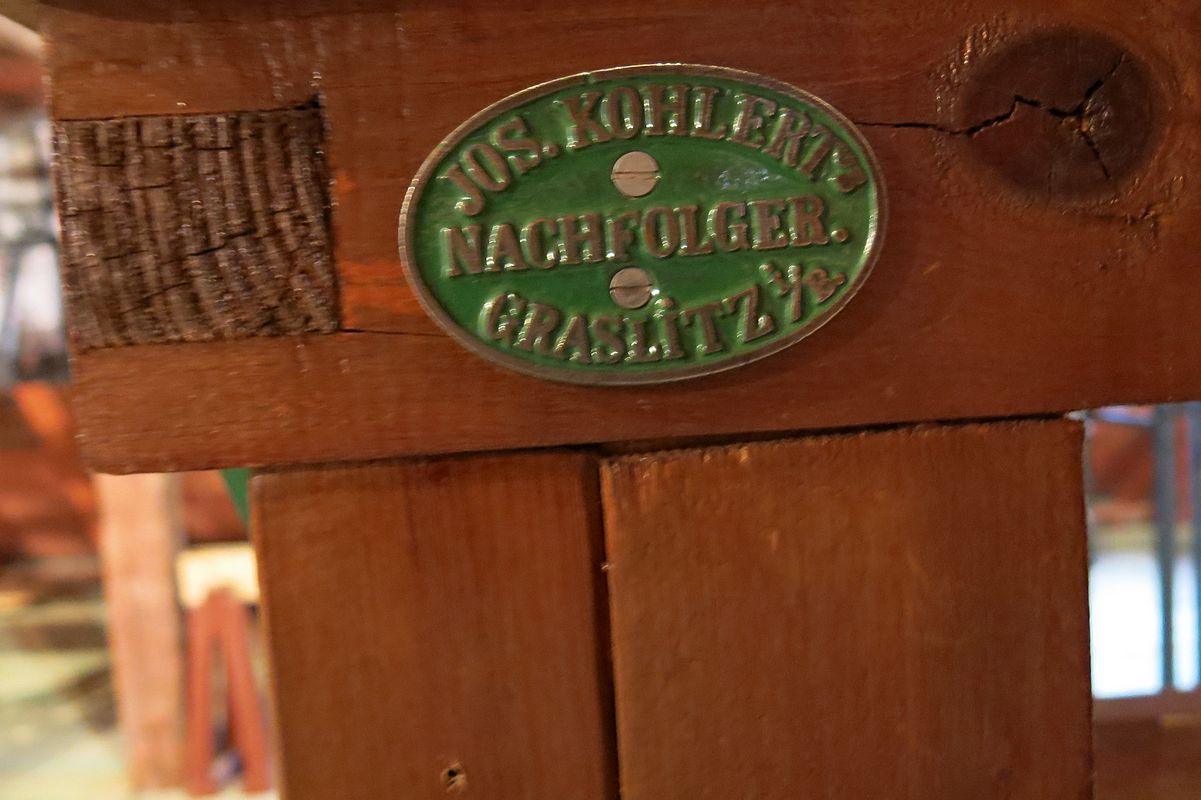 JOS. KOHLERT'S
NACHFOLGER.
GRASLITZ i/B.